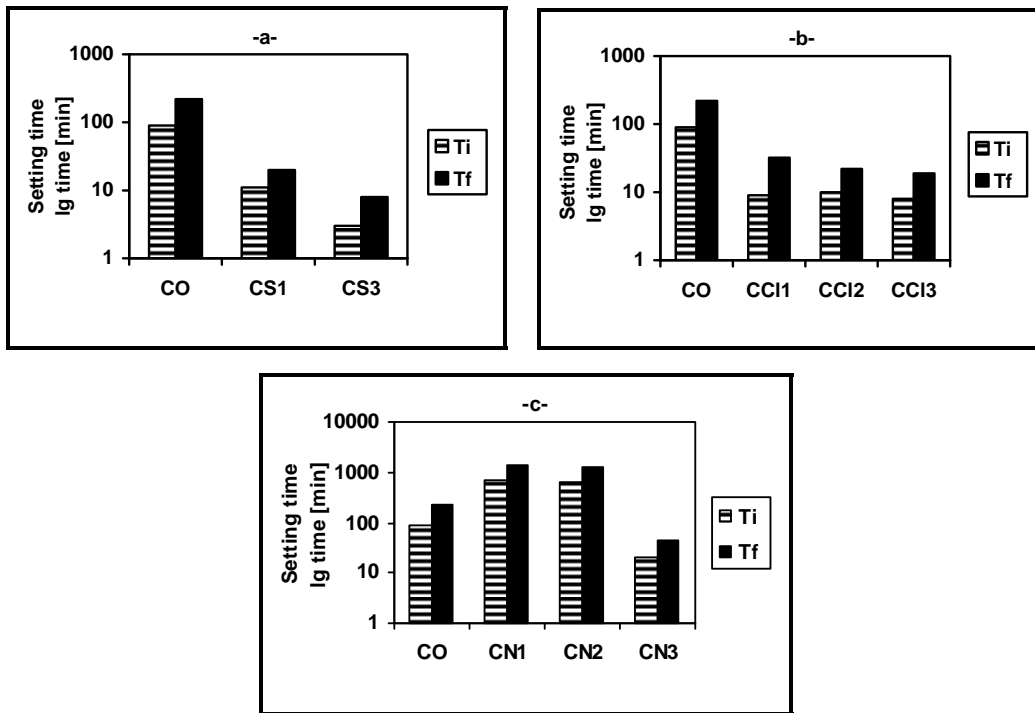 -a-
1000
100
10
1
Setting time
lg time [min]
CO CS1 CS3
Ti
Tf
-b-
1000
100
10
1
Setting time
lg time [min]
CO CCl1 CCl2 CCl3
Ti
Tf
-c-
10000
1000
100
10
1
Setting time
lg time [min]
CO CN1 CN2 CN3
Ti
Tf